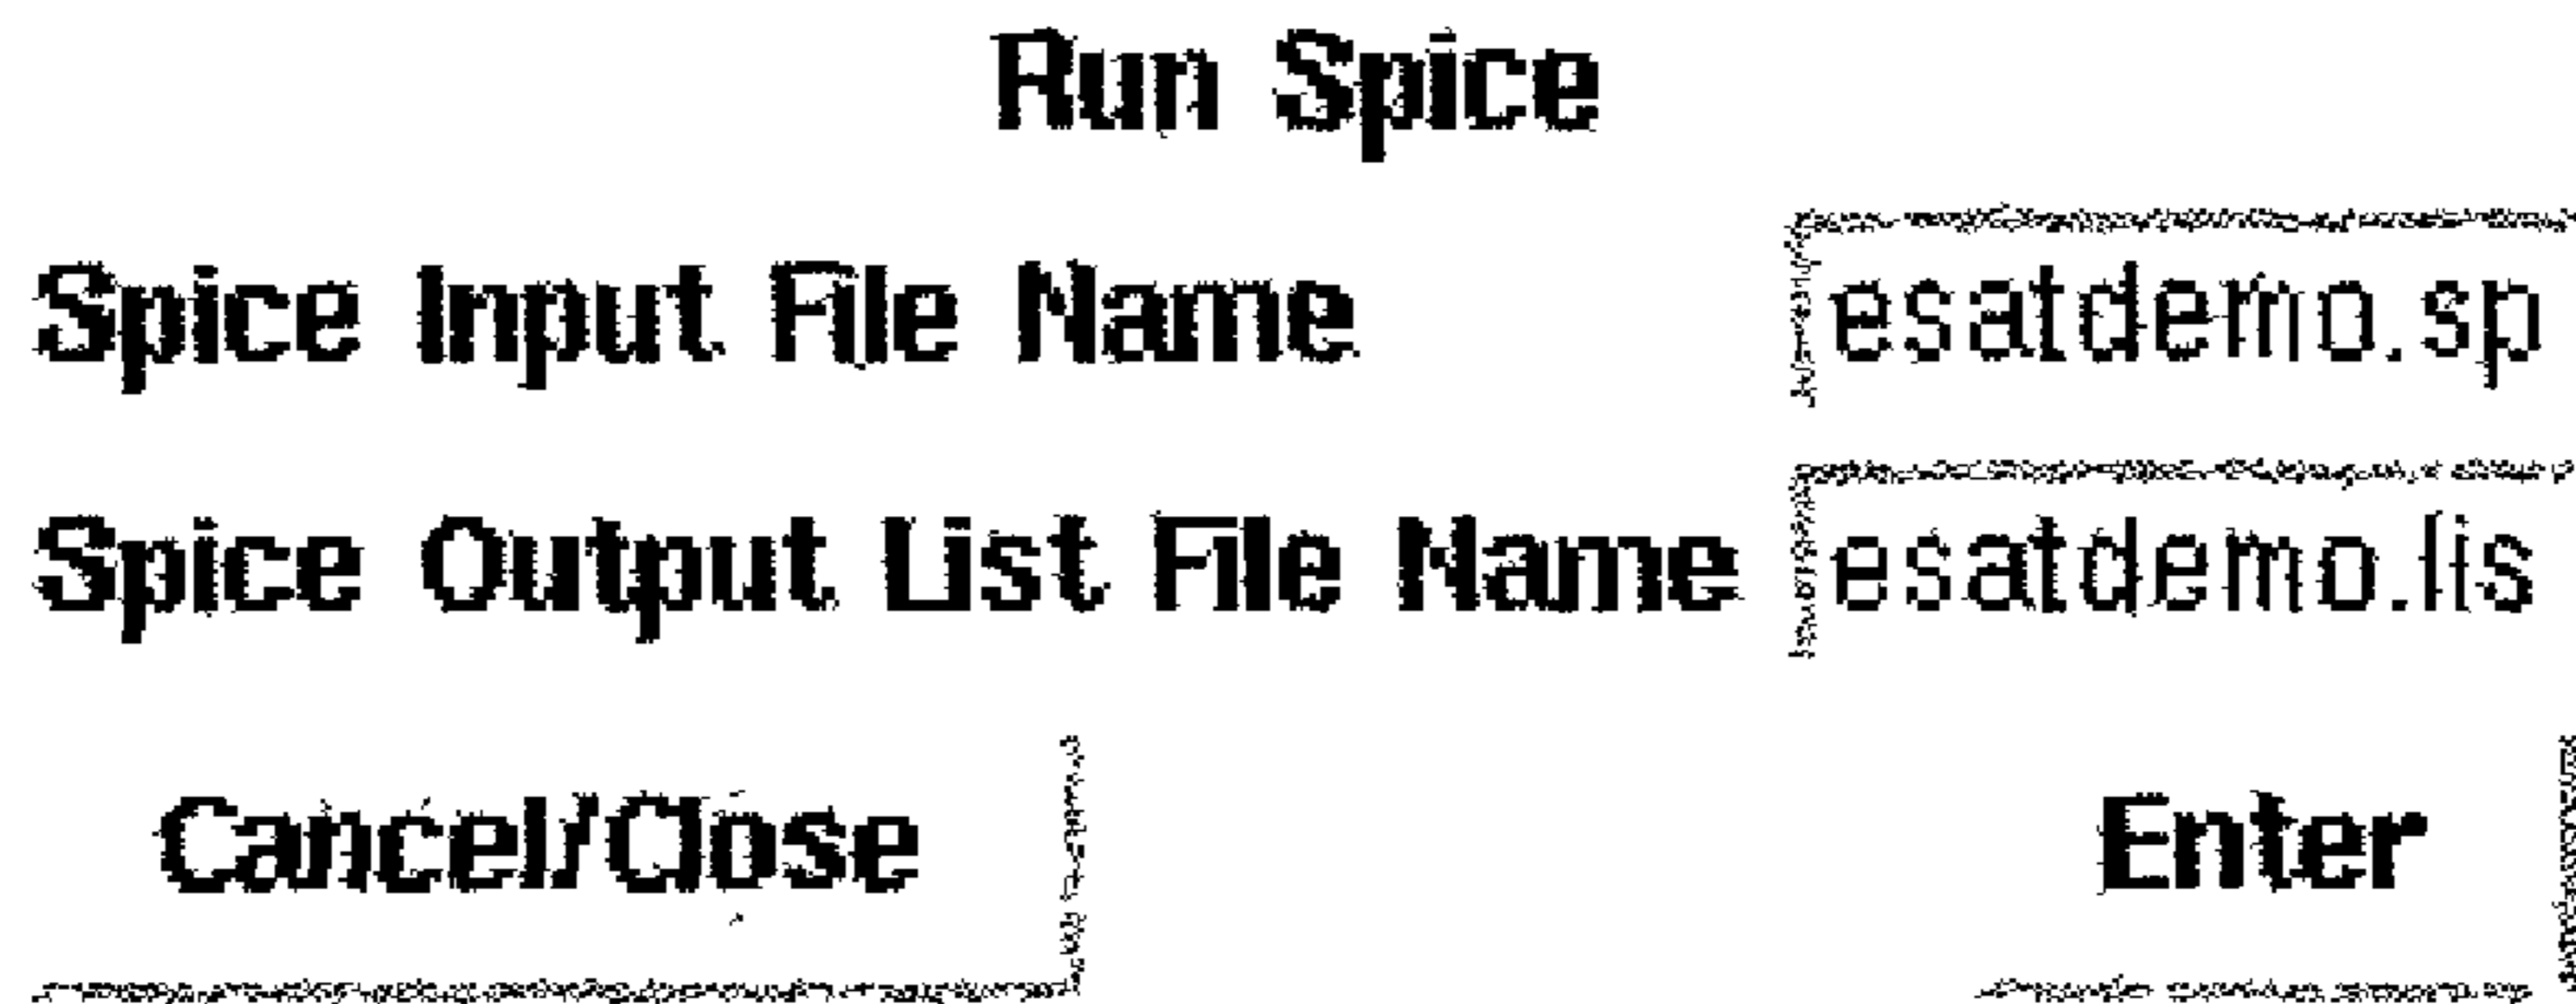 Run Spice
Spice Input File Name esatdemo.sp
Spice Output List File Name esatdemo.lis
Cancel/Close Enter